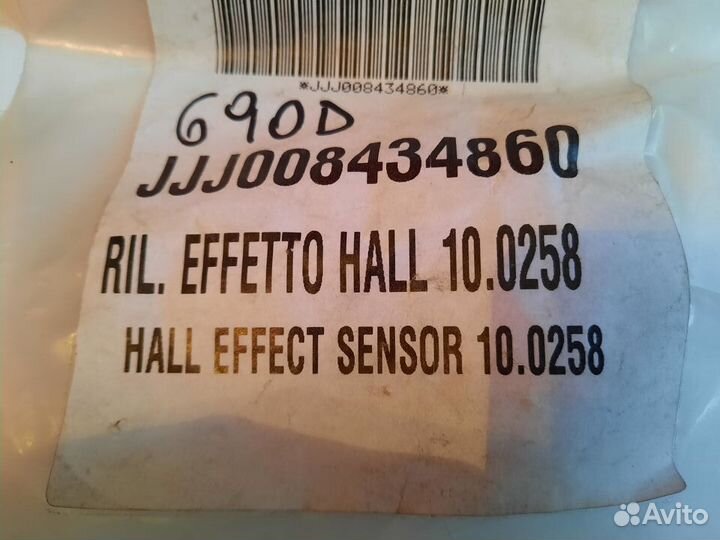 *JJJ008434860*
690D
JJJ008434860
RIL. EFFETTO HALL 10.0258
HALL EFFECT SENSOR 10.0258
Avito